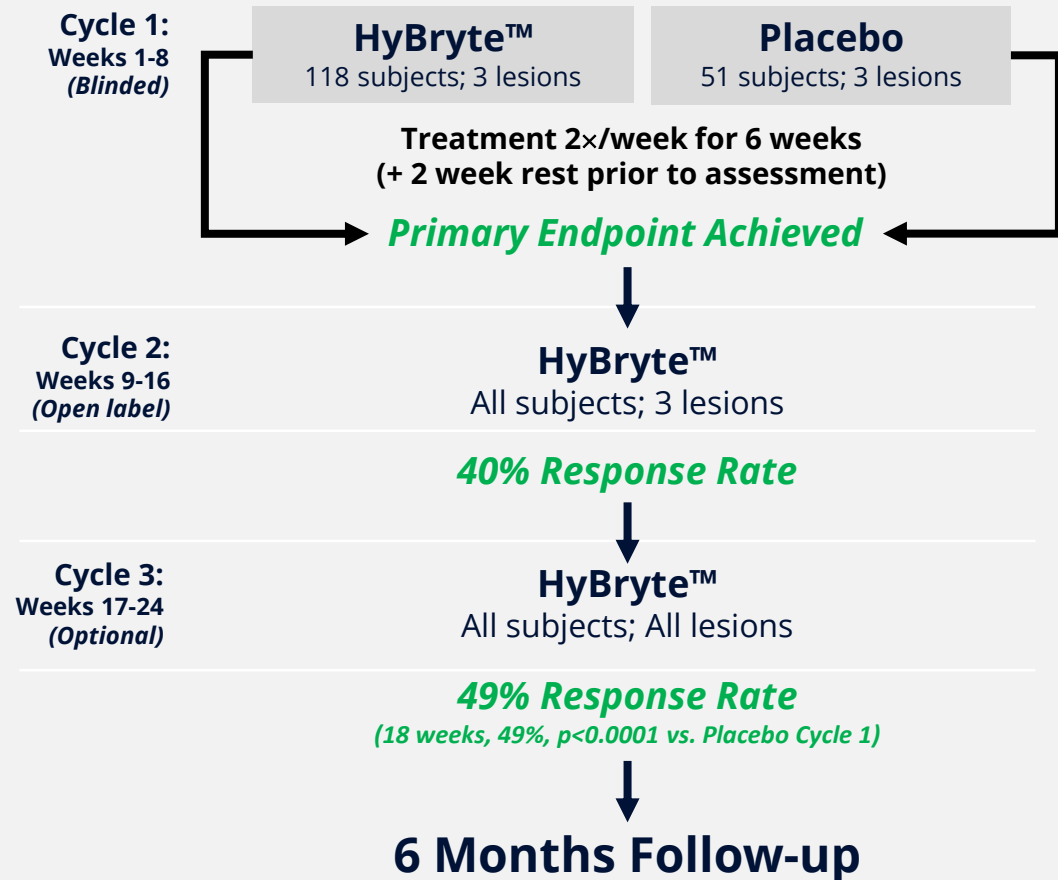 Cycle 1:
Weeks 1-8
(Blinded)
HyBryte™
118 subjects; 3 lesions
Placebo
51 subjects; 3 lesions
Treatment 2×/week for 6 weeks
(+ 2 week rest prior to assessment)
Primary Endpoint Achieved
Cycle 2:
Weeks 9-16
(Open label)
HyBryte™
All subjects; 3 lesions
40% Response Rate
Cycle 3:
Weeks 17-24
(Optional)
HyBryte™
All subjects; All lesions
49% Response Rate
(18 weeks, 49%, p<0.0001 vs. Placebo Cycle 1)
6 Months Follow-up